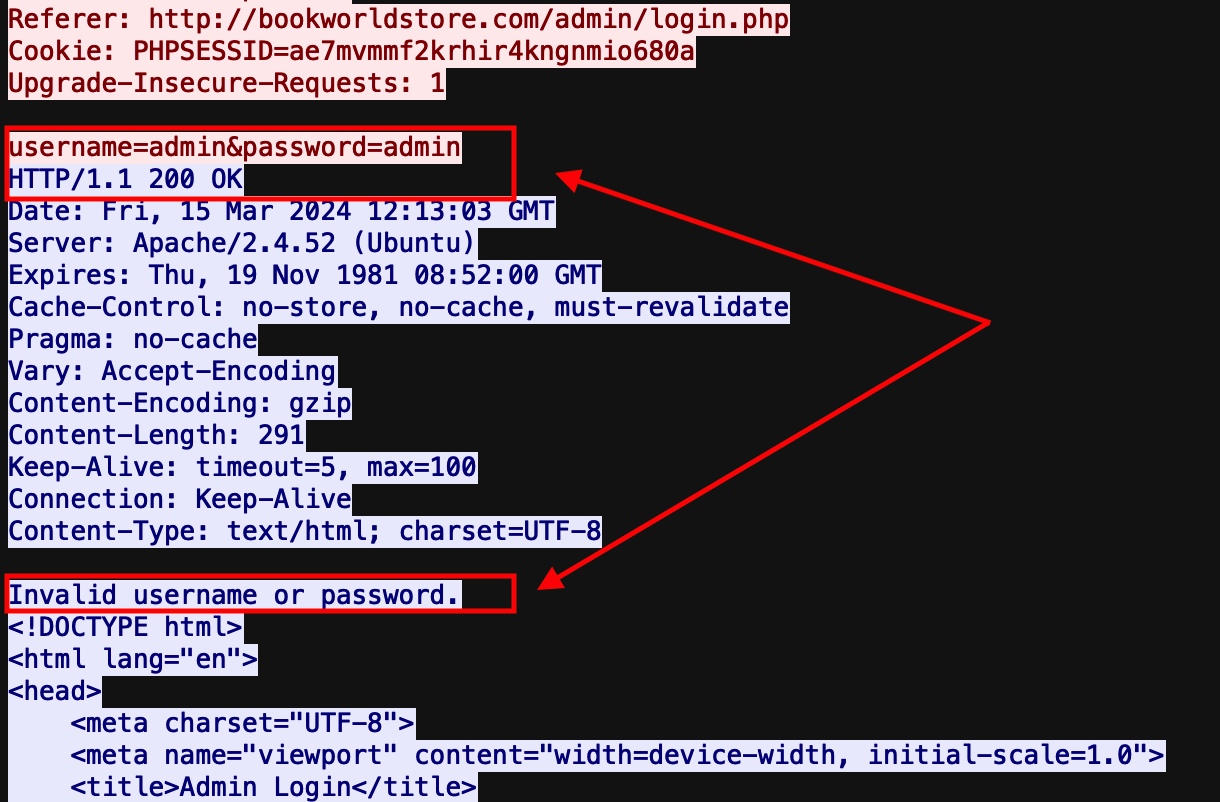 Referer: http://bookworldstore.com/admin/login.php
Cookie: PHPSESSID=ae7mvmmf2krhir4kngnmio680a
Upgrade-Insecure-Requests: 1
username=admin&password=admin
HTTP/1.1 200 OK
Date: Fri, 15 Mar 2024 12:13:03 GMT
Server: Apache/2.4.52 (Ubuntu)
Expires: Thu, 19 Nov 1981 08:52:00 GMT
Cache-Control: no-store, no-cache, must-revalidate
Pragma: no-cache
Vary: Accept-Encoding
Content-Encoding: gzip
Content-Length: 291
Keep-Alive: timeout=5, max=100
Connection: Keep-Alive
Content-Type: text/html; charset=UTF-8
Invalid username or password.
<!DOCTYPE html>
<html lang="en">
<head>
    <meta charset="UTF-8">
    <meta name="viewport" content="width=device-width, initial-scale=1.0">
    <title>Admin Login</title>